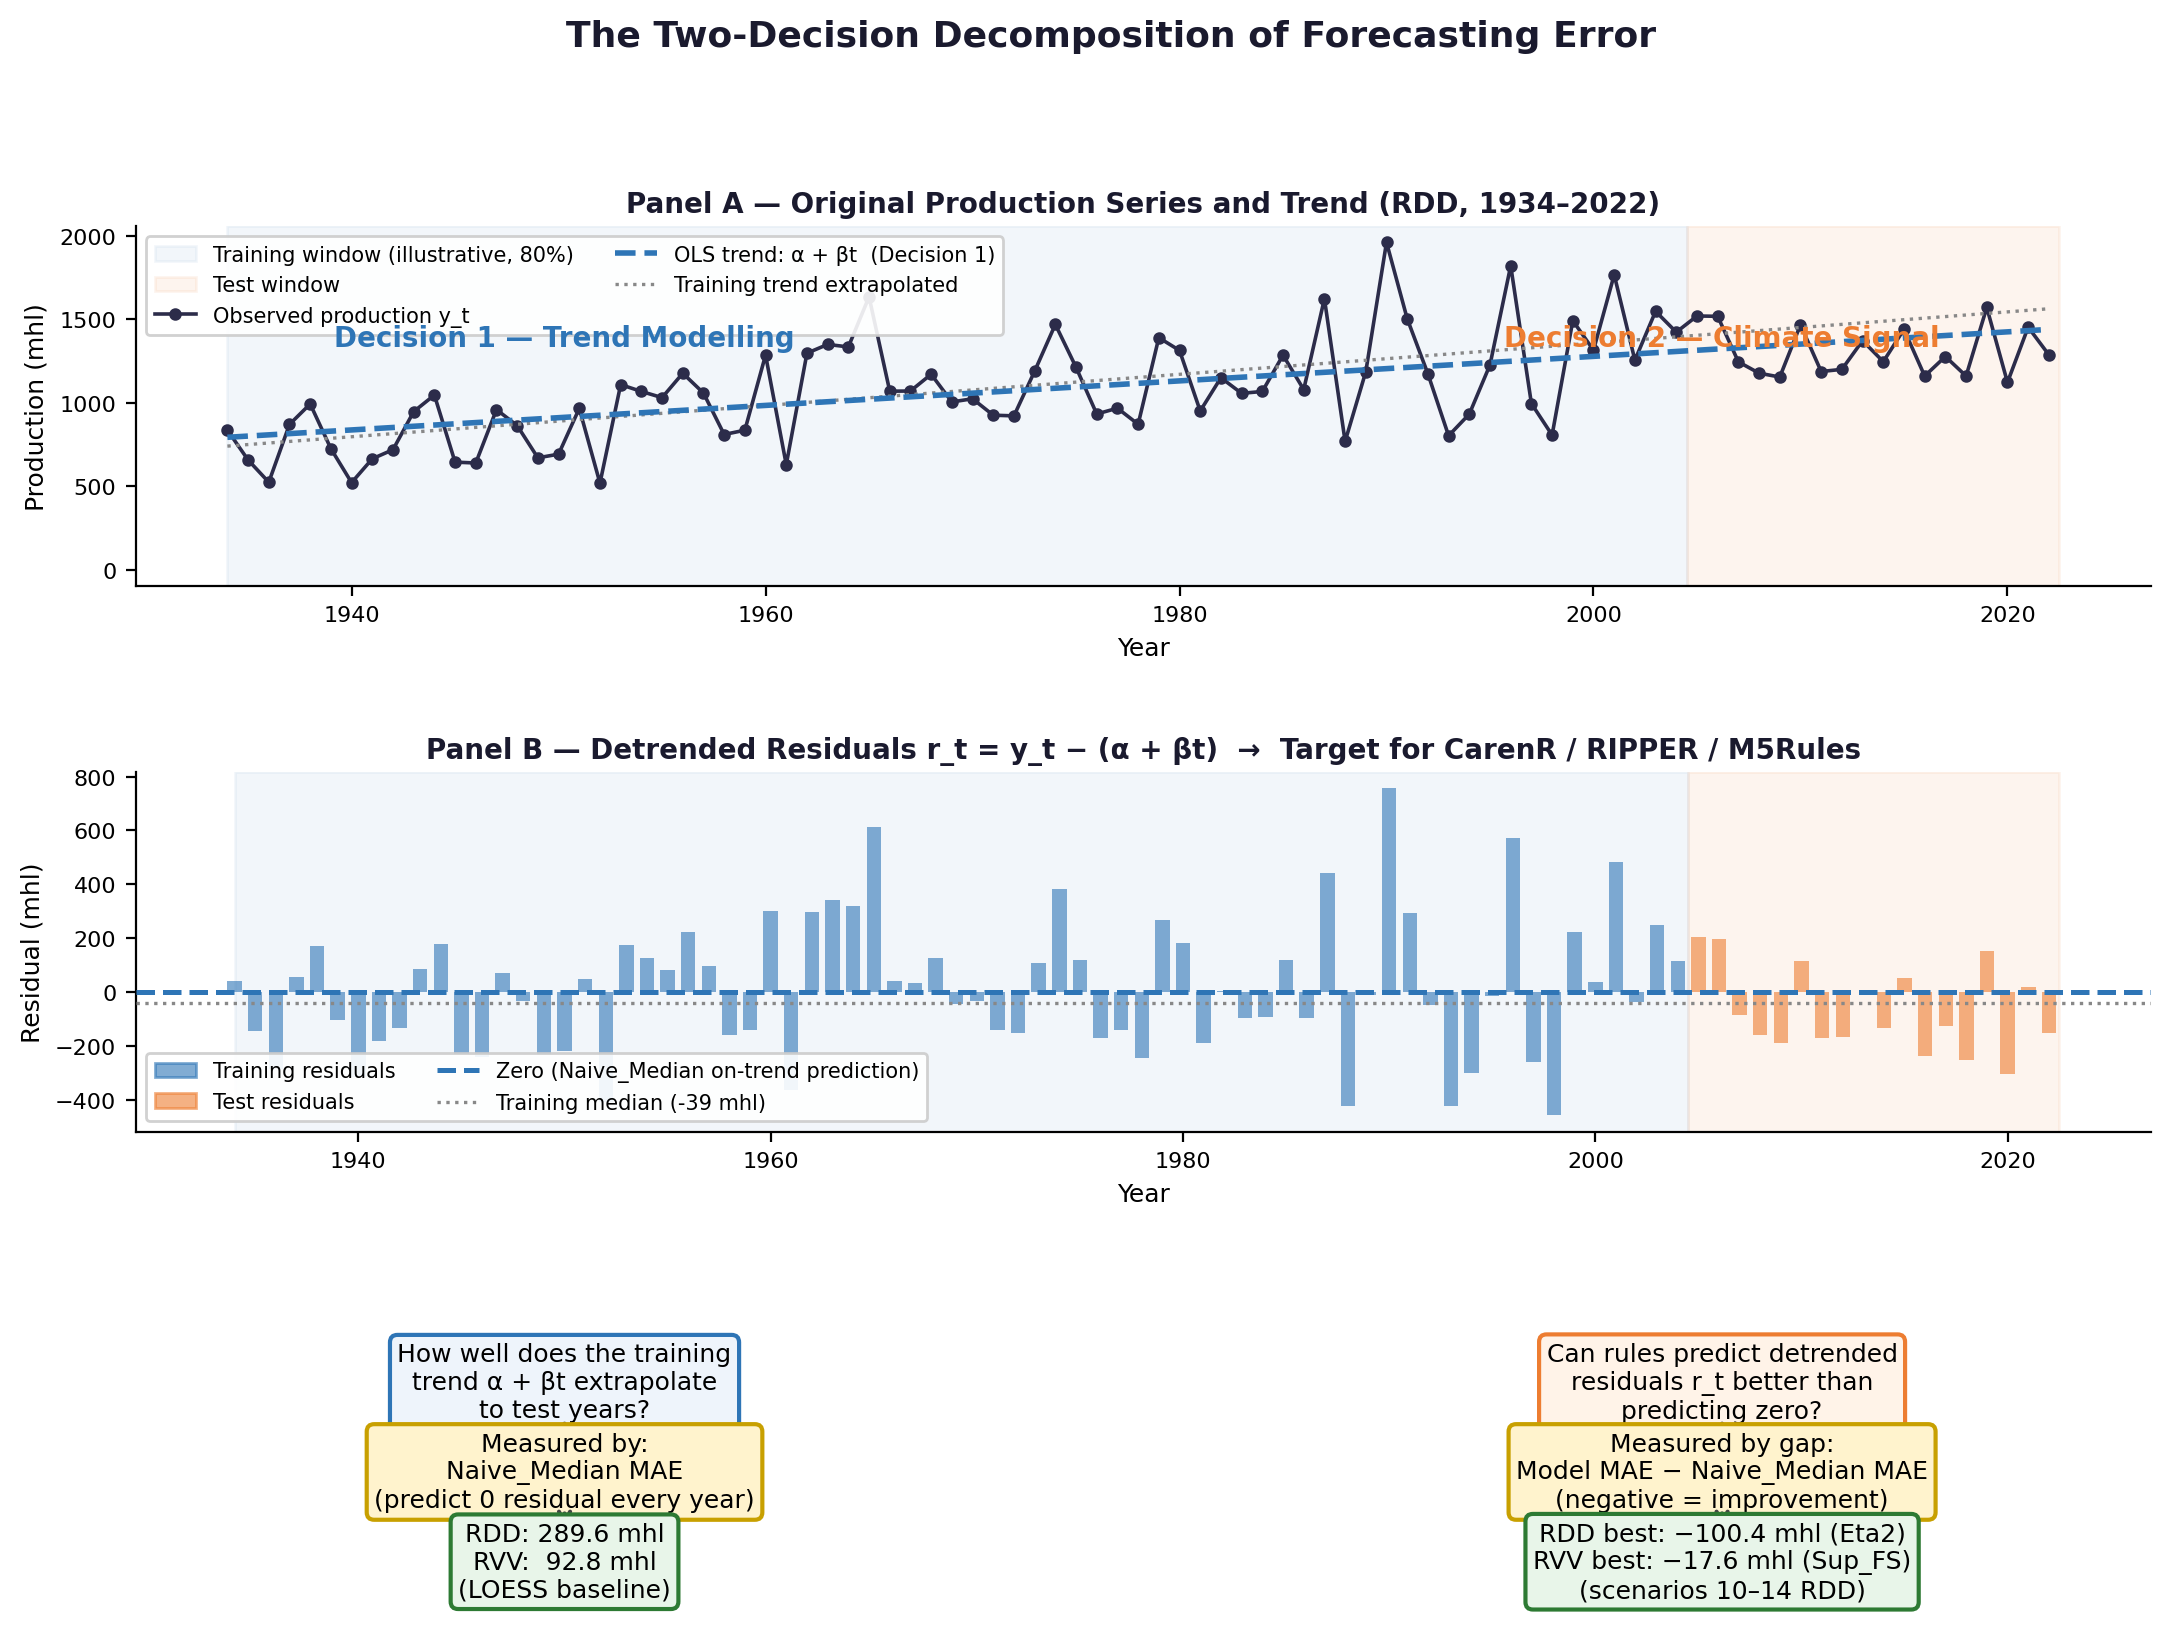 The Two-Decision Decomposition of Forecasting Error
Panel A — Original Production Series and Trend (RDD, 1934–2022)
Production (mhl)
2000
1500
1000
500
0
Training window (illustrative, 80%)
Test window
Observed production y_t
OLS trend: α + βt (Decision 1)
Training trend extrapolated
Decision 1 — Trend Modelling
Decision 2 — Climate Signal
1940 1960 1980 2000 2020
Year
Panel B — Detrended Residuals r_t = y_t − (α + βt) → Target for CarenR / RIPPER / M5Rules
Residual (mhl)
800
600
400
200
0
−200
−400
Training residuals
Test residuals
Zero (Naive_Median on-trend prediction)
Training median (-39 mhl)
1940 1960 1980 2000 2020
Year
How well does the training
trend α + βt extrapolate
to test years?
Measured by:
Naive_Median MAE
(predict 0 residual every year)
RDD: 289.6 mhl
RVV: 92.8 mhl
(LOESS baseline)
Can rules predict detrended
residuals r_t better than
predicting zero?
Measured by gap:
Model MAE − Naive_Median MAE
(negative = improvement)
RDD best: −100.4 mhl (Eta2)
RVV best: −17.6 mhl (Sup_FS)
(scenarios 10–14 RDD)